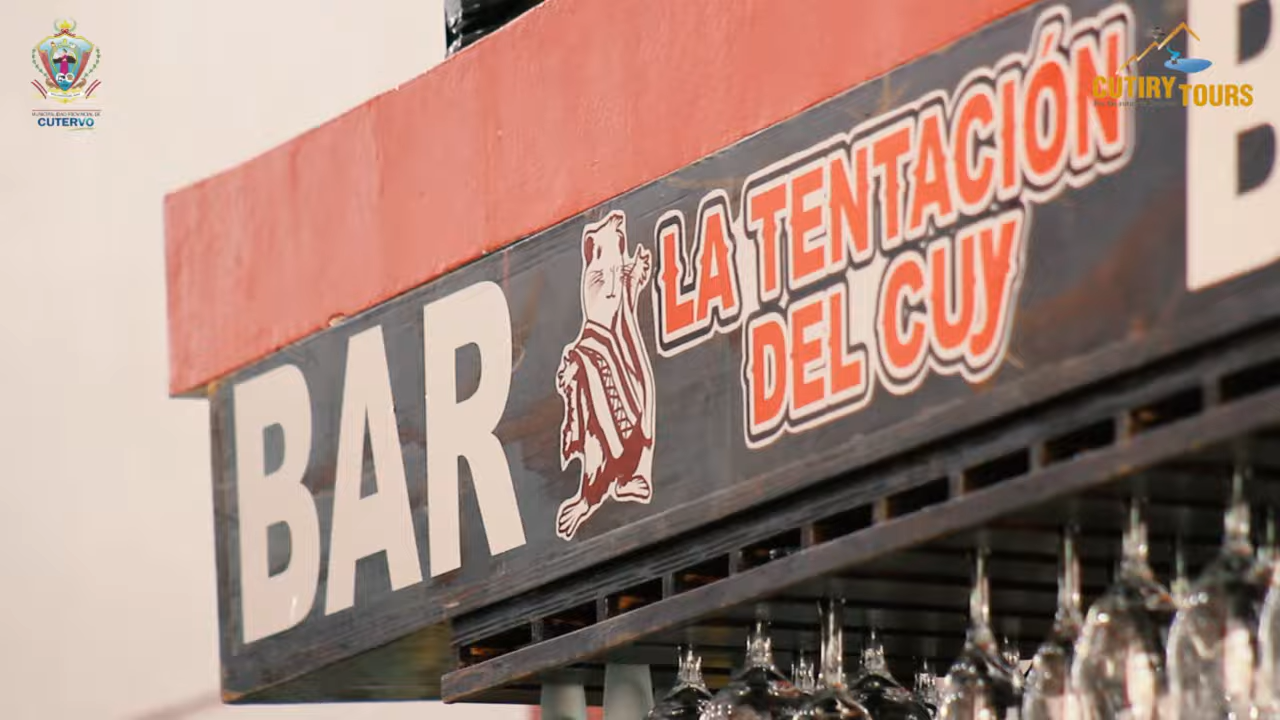 MUNICIPALIDAD PROVINCIAL DE
CUTERVO
CUTIRY TOURS
BAR
LA TENTACIÓN
DEL CUY
B